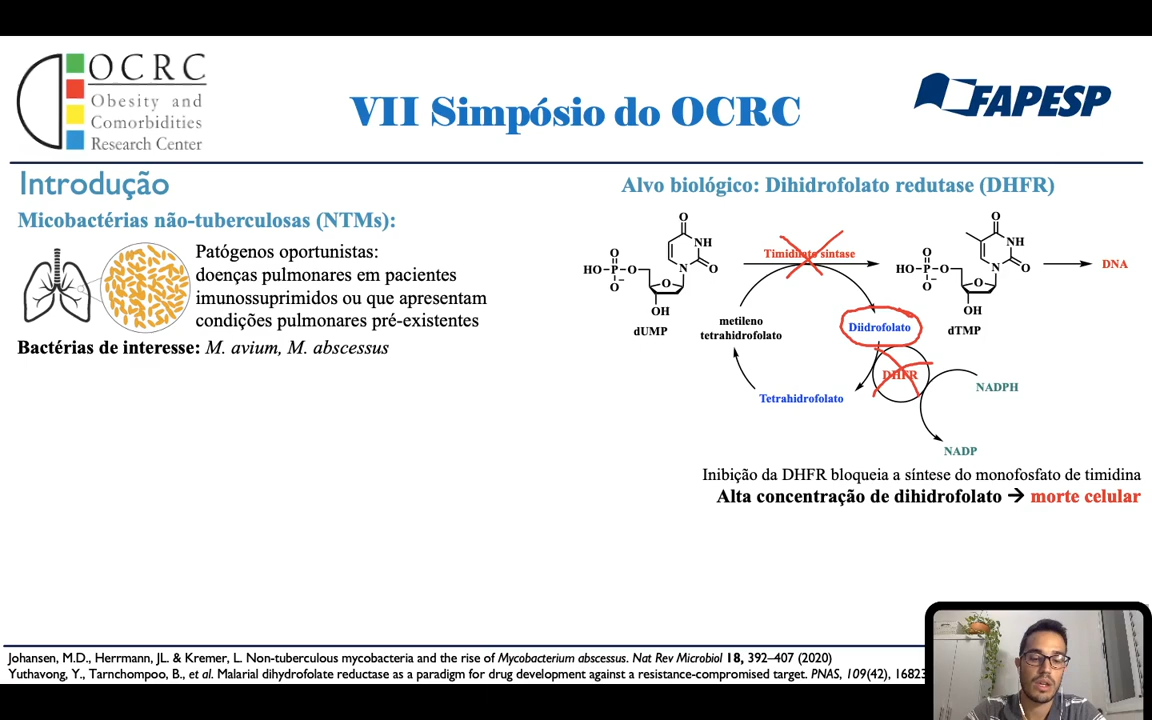 OCRC
Obesity and
Comorbidities
Research Center
VII Simpósio do OCRC
FAPESP
Introdução
Micobactérias não-tuberculosas (NTMs):
Patógenos oportunistas:
doenças pulmonares em pacientes
imunossuprimidos ou que apresentam
condições pulmonares pré-existentes
Bactérias de interesse: M. avium, M. abscessus
Alvo biológico: Dihidrofolato redutase (DHFR)
O
NH
N
O
O
HO-P-O
O-
O
OH
dUMP
Timidilato sintase
O
NH
N
O
O
HO-P-O
O-
O
OH
dTMP
DNA
metileno
tetrahidrofolato
Diidrofolato
DHFR
Tetrahidrofolato
NADPH
NADP
Inibição da DHFR bloqueia a síntese do monofosfato de timidina
Alta concentração de dihidrofolato → morte celular
Johansen, M.D., Herrmann, JL. & Kremer, L. Non-tuberculous mycobacteria and the rise of Mycobacterium abscessus. Nat Rev Microbiol 18, 392–407 (2020)
Yuthavong, Y., Tarnchompoo, B., et al. Malarial dihydrofolate reductase as a paradigm for drug development against a resistance-compromised target. PNAS, 109(42), 16823